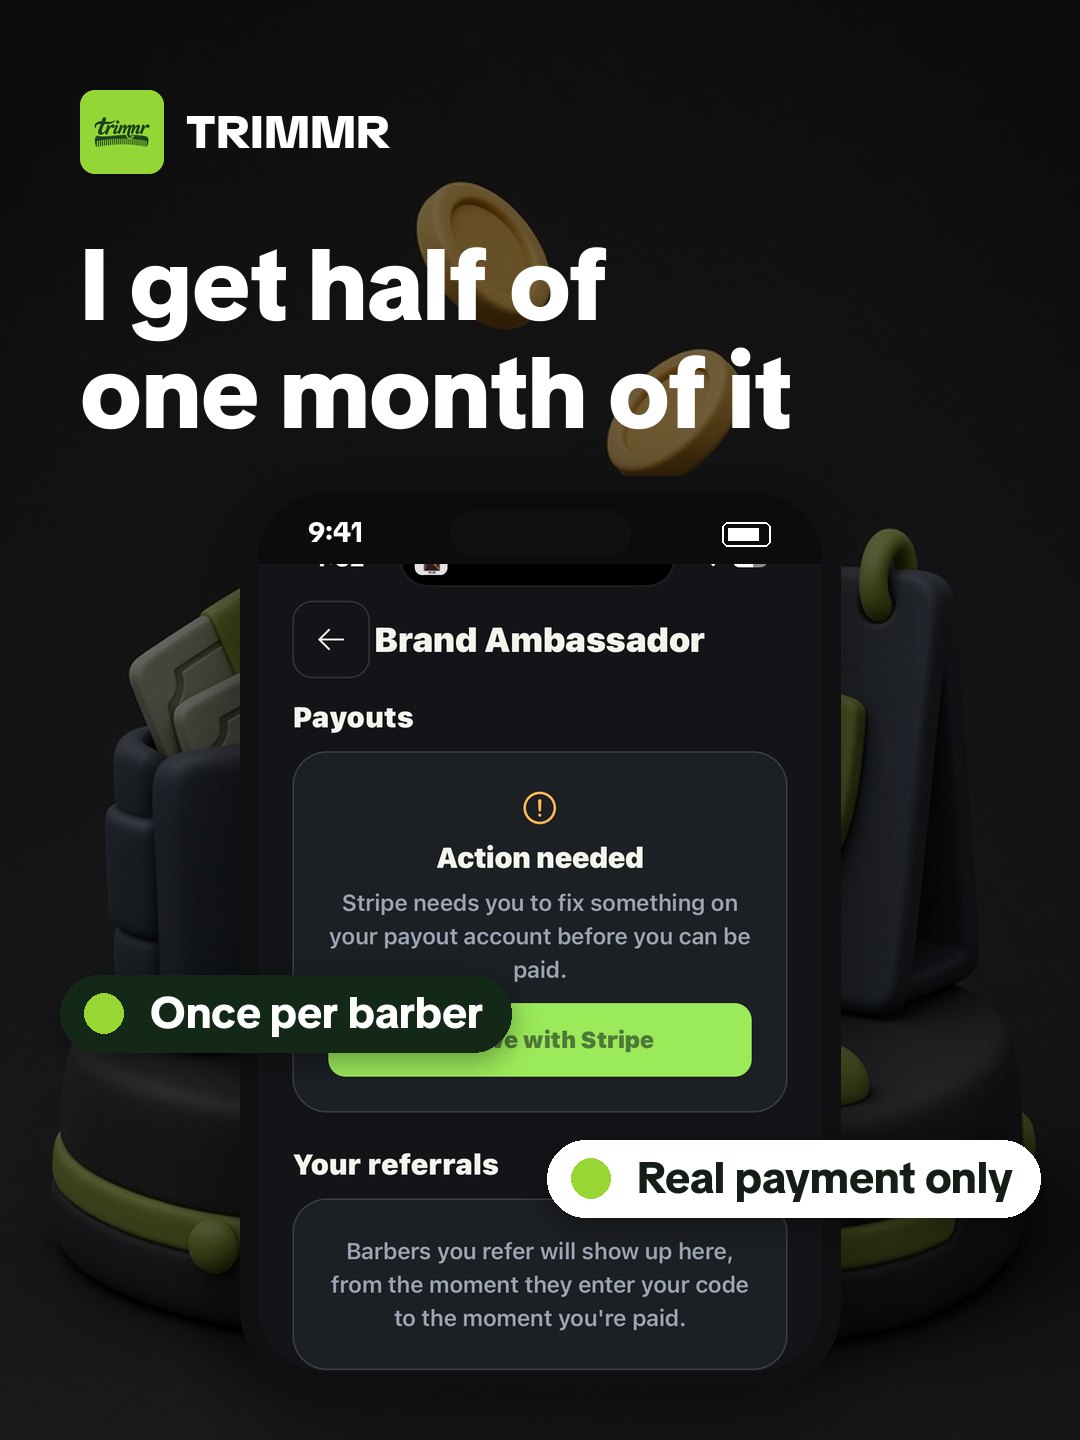 trimmr
TRIMMR
I get half of
one month of it
9:41
Brand Ambassador
Payouts
Action needed
Stripe needs you to fix something on
your payout account before you can be
paid.
Once per barber
with Stripe
Your referrals
Real payment only
Barbers you refer will show up here,
from the moment they enter your code
to the moment you're paid.